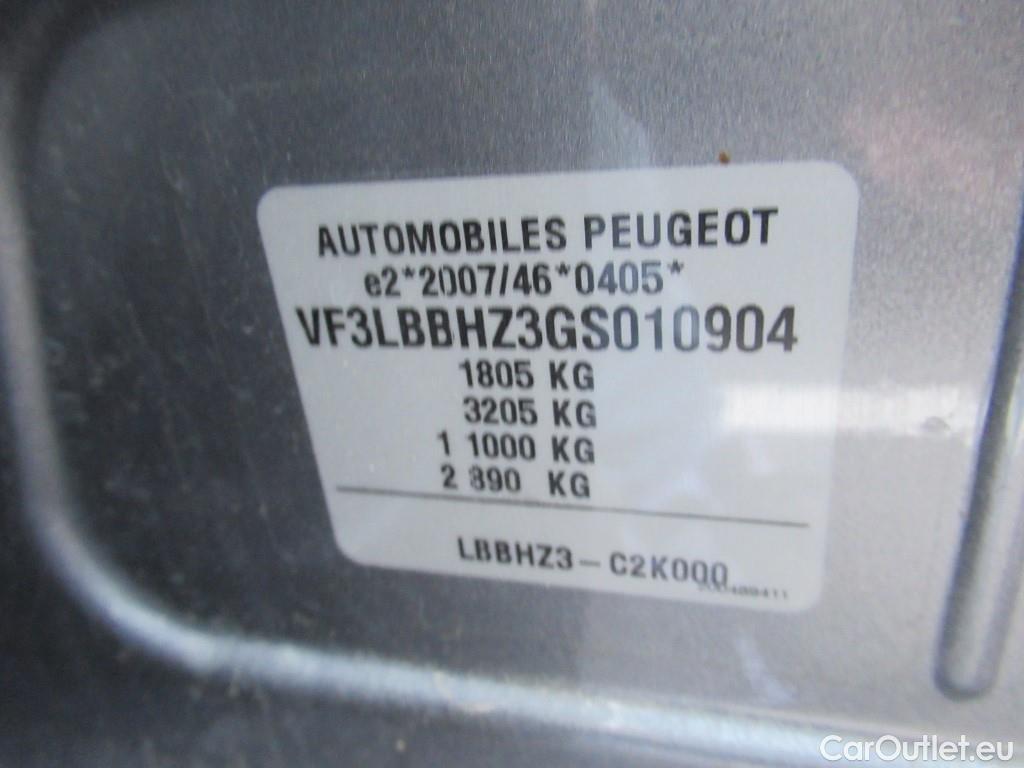 AUTOMOBILES PEUGEOT
e2*2007/46*0405*
VF3LBBHZ3GS010904
1805 KG
3205 KG
1 1000 KG
2 890 KG
LBBHZ3-C2K000
CarOutlet.eu